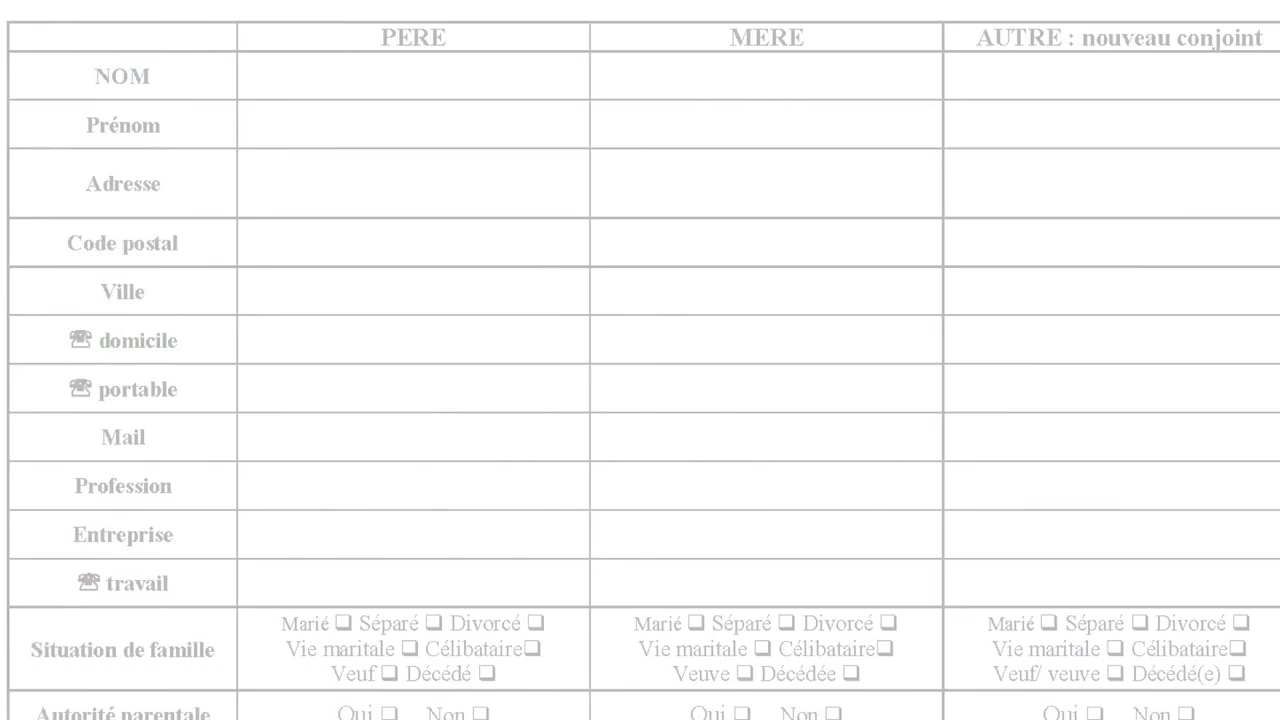 PERE MERE AUTRE : nouveau conjoint
NOM
Prénom
Adresse
Code postal
Ville
☏ domicile
☏ portable
Mail
Profession
Entreprise
☏ travail
Situation de famille
Marié ❑ Séparé ❑ Divorcé ❑
Vie maritale ❑ Célibataire❑
Veuf ❑ Décédé ❑
Marié ❑ Séparé ❑ Divorcé ❑
Vie maritale ❑ Célibataire❑
Veuve ❑ Décédée ❑
Marié ❑ Séparé ❑ Divorcé ❑
Vie maritale ❑ Célibataire❑
Veuf/ veuve ❑ Décédé(e) ❑
Autorité parentale
Oui ❑ Non ❑
Oui ❑ Non ❑
Oui ❑ Non ❑